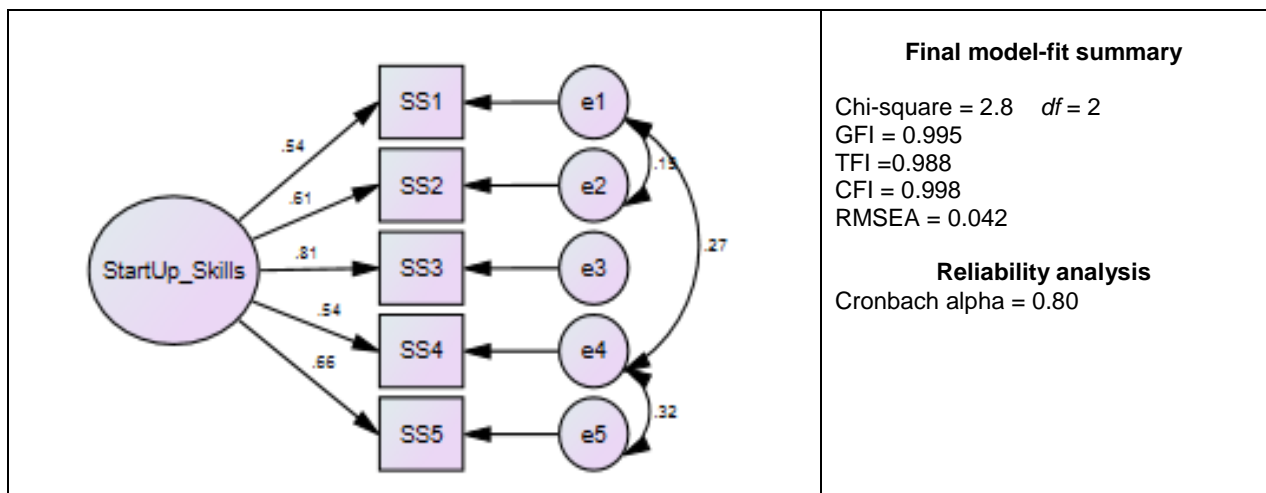 SS1
e1
.54
.15
SS2
e2
.61
StartUp_Skills
.81
SS3
e3
.27
.54
SS4
e4
.66
.32
SS5
e5
Final model-fit summary
Chi-square = 2.8 df = 2
GFI = 0.995
TFI =0.988
CFI = 0.998
RMSEA = 0.042
Reliability analysis
Cronbach alpha = 0.80